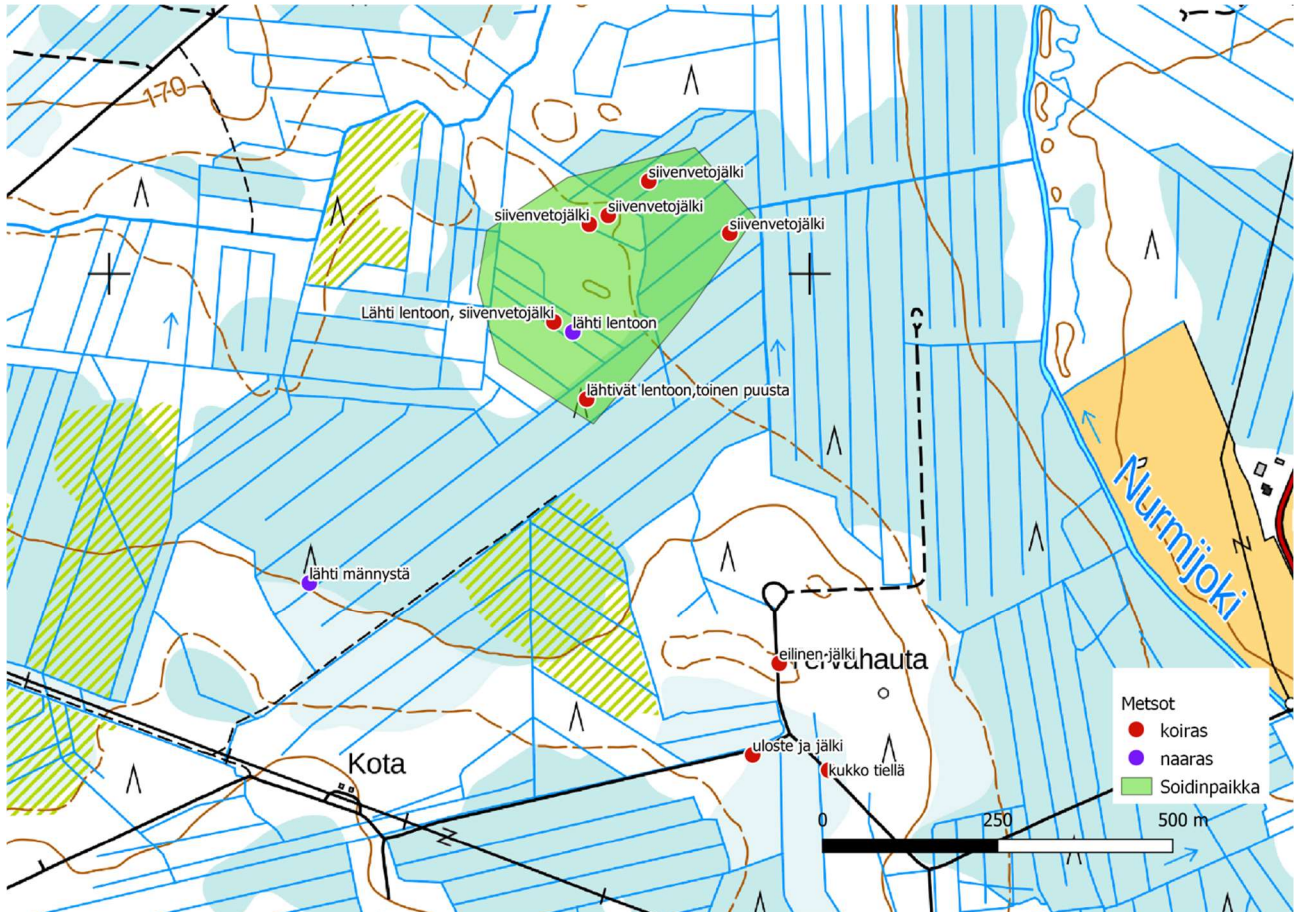 170
siivenvetojälki
siivenvetojälki
siivenvetojälki
siivenvetojälki
Lähti lentoon, siivenvetojälki
lähti lentoon
lähtivät lentoon,toinen puusta
Nurmijoki
lähti männystä
eilinen jälki
Tervahauta
uloste ja jälki
kukko tiellä
Kota
Metsot
koiras
naaras
Soidinpaikka
0 250 500 m